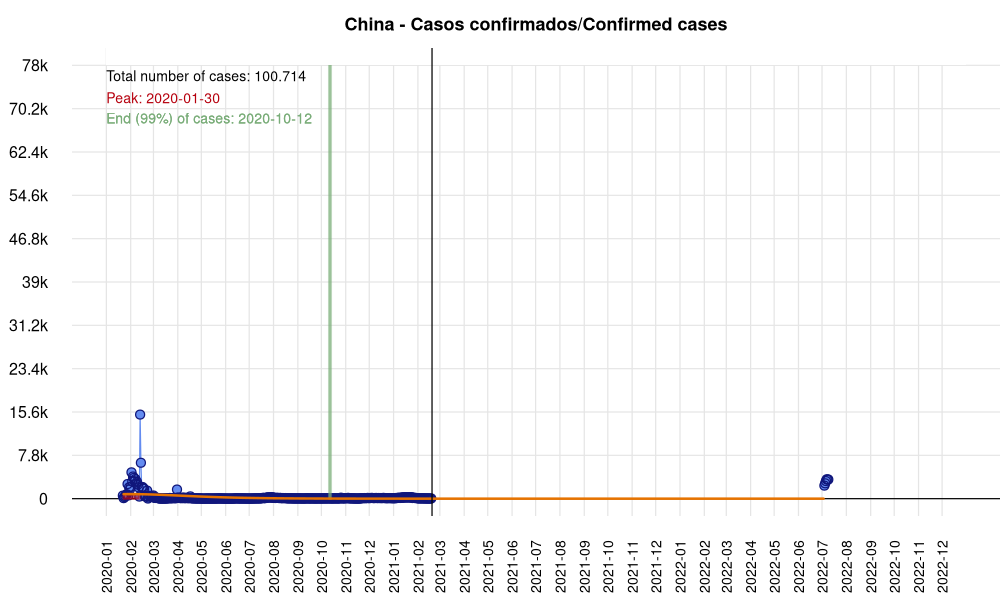 China - Casos confirmados/Confirmed cases
78k
Total number of cases: 100.714
Peak: 2020-01-30
70.2k
End (99%) of cases: 2020-10-12
62.4k
54.6k
46.8k
39k
31.2k
23.4k
15.6k
7.8k
0
2020-01
2020-02
2020-03
2020-04
2020-05
2020-06
2020-07
2020-08
2020-09
2020-10
2020-11
2020-12
2021-01
2021-02
2021-03
2021-04
2021-05
2021-06
2021-07
2021-08
2021-09
2021-10
2021-11
2021-12
2022-01
2022-02
2022-03
2022-04
2022-05
2022-06
2022-07
2022-08
2022-09
2022-10
2022-11
2022-12